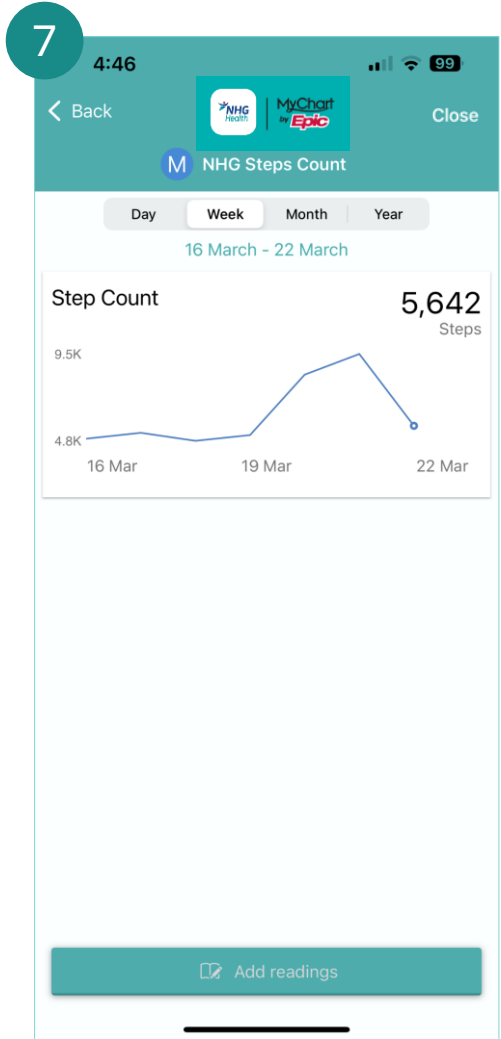 7
4:46
99
Back
NHG
Health
MyChart
by Epic
Close
M NHG Steps Count
Day Week Month Year
16 March - 22 March
Step Count
5,642
Steps
9.5K
4.8K
16 Mar 19 Mar 22 Mar
Add readings